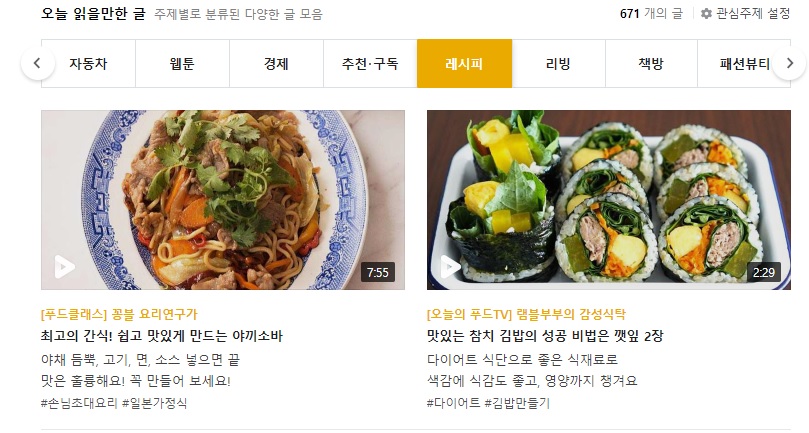 오늘 읽을만한 글 주제별로 분류된 다양한 글 모음 671 개의 글 관심주제 설정
자동차 웹툰 경제 추천·구독 레시피 리빙 책방 패션뷰티
7:55
2:29
[푸드클래스] 꽁블 요리연구가
최고의 간식! 쉽고 맛있게 만드는 야끼소바
야채 듬뿍, 고기, 면, 소스 넣으면 끝
맛은 훌륭해요! 꼭 만들어 보세요!
#손님초대요리 #일본가정식
[오늘의 푸드TV] 램블부부의 감성식탁
맛있는 참치 김밥의 성공 비법은 깻잎 2장
다이어트 식단으로 좋은 식재료로
색감에 식감도 좋고, 영양까지 챙겨요
#다이어트 #김밥만들기